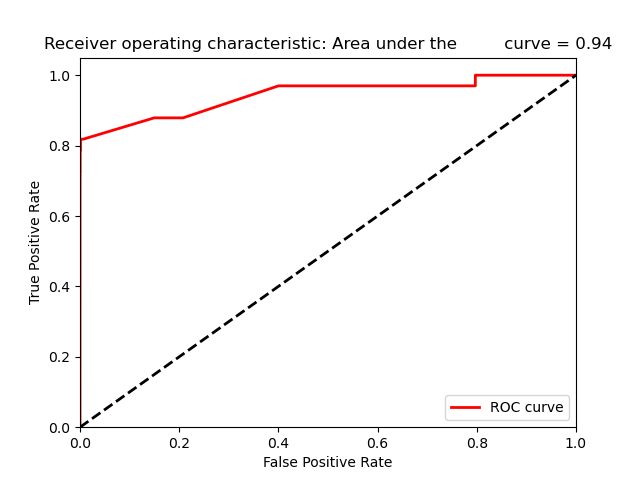 Receiver operating characteristic: Area under the curve = 0.94
1.0
0.8
0.6
0.4
0.2
0.0
True Positive Rate
ROC curve
0.0 0.2 0.4 0.6 0.8 1.0
False Positive Rate